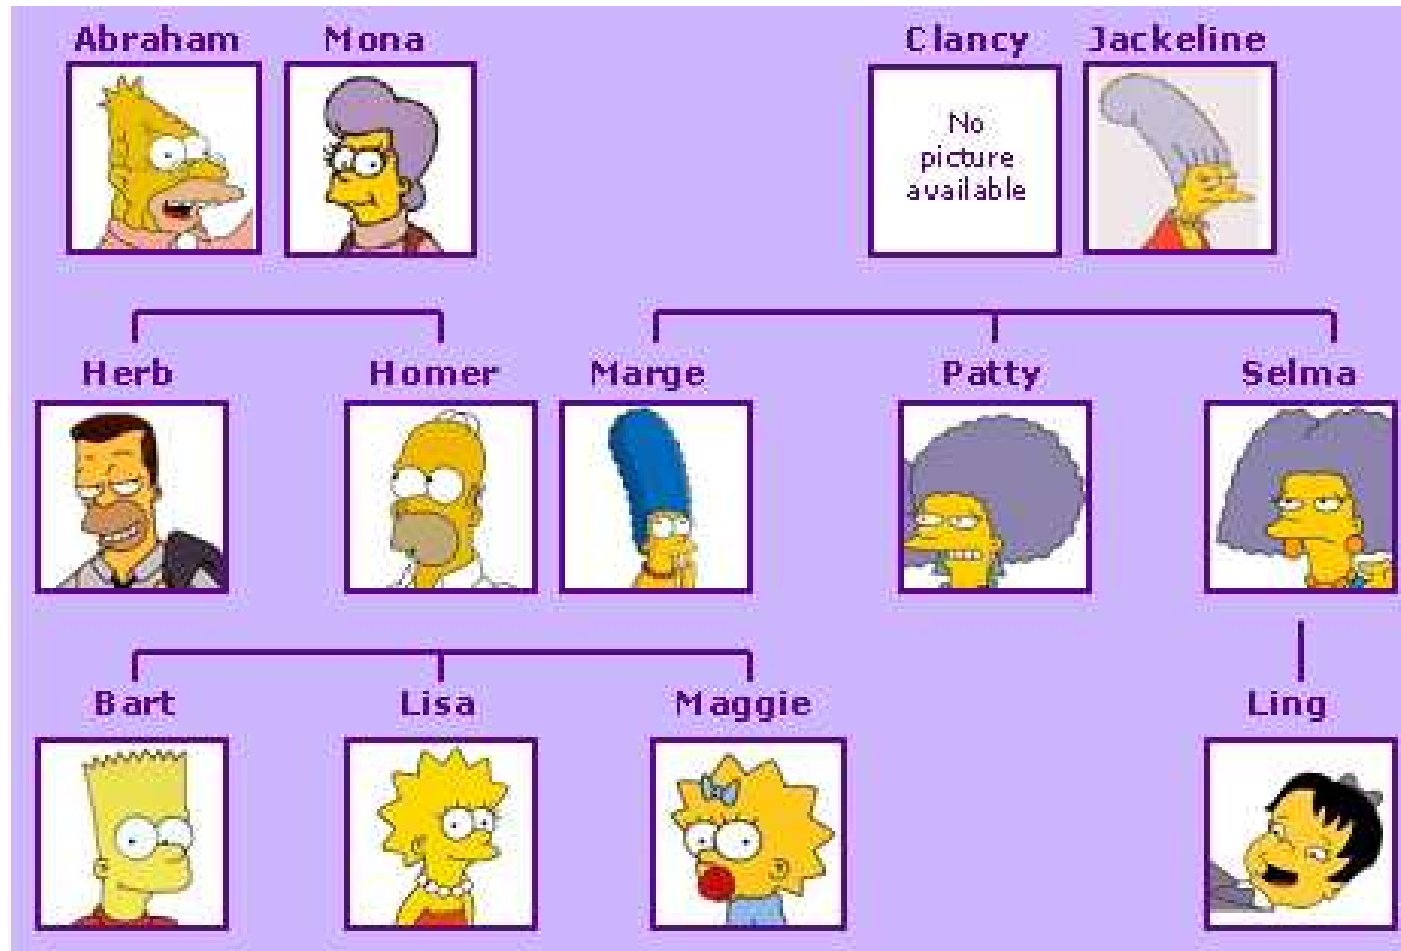 Abraham Mona Clancy Jackeline
No
picture
available
Herb Homer Marge Patty Selma
Bart Lisa Maggie Ling